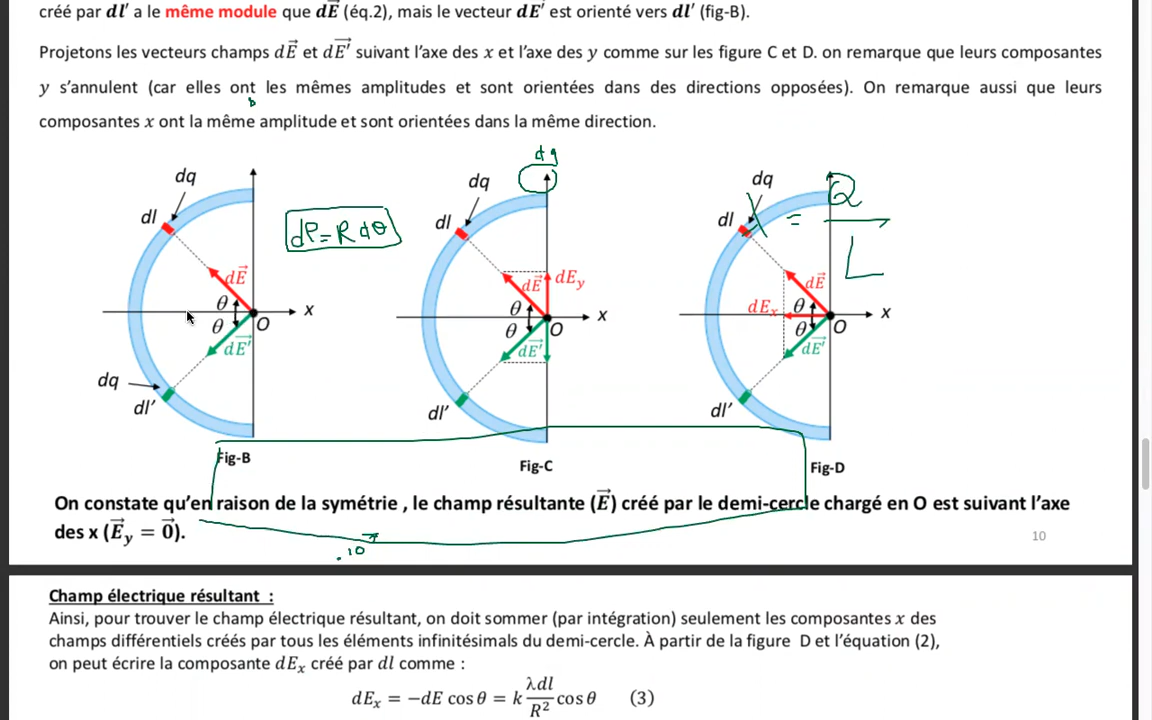 créé par dl′ a le même module que dE⃗ (éq.2), mais le vecteur dE⃗′ est orienté vers dl′ (fig-B).
Projetons les vecteurs champs dE⃗ et dE′⃗ suivant l’axe des x et l’axe des y comme sur les figure C et D. on remarque que leurs composantes
y s’annulent (car elles ont les mêmes amplitudes et sont orientées dans des directions opposées). On remarque aussi que leurs
composantes x ont la même amplitude et sont orientées dans la même direction.
dq
dl
dE⃗
θ
θ
O
x
dE′⃗
dq
dl’
Fig-B
dl=Rdθ
dq
dq
dl
dE⃗
dEy
θ
θ
O
x
dE′⃗
dl’
Fig-C
dq
dl
λ = Q/L
dE⃗
dEx
θ
θ
O
x
dE′⃗
dl’
Fig-D
On constate qu’en raison de la symétrie , le champ résultante (E⃗) créé par le demi-cercle chargé en O est suivant l’axe
des x (E⃗y = 0⃗).
.10
10
Champ électrique résultant :
Ainsi, pour trouver le champ électrique résultant, on doit sommer (par intégration) seulement les composantes x des
champs différentiels créés par tous les éléments infinitésimals du demi-cercle. À partir de la figure D et l’équation (2),
on peut écrire la composante dEx créé par dl comme :
dEx = −dE cos θ = k λdl/R² cos θ (3)